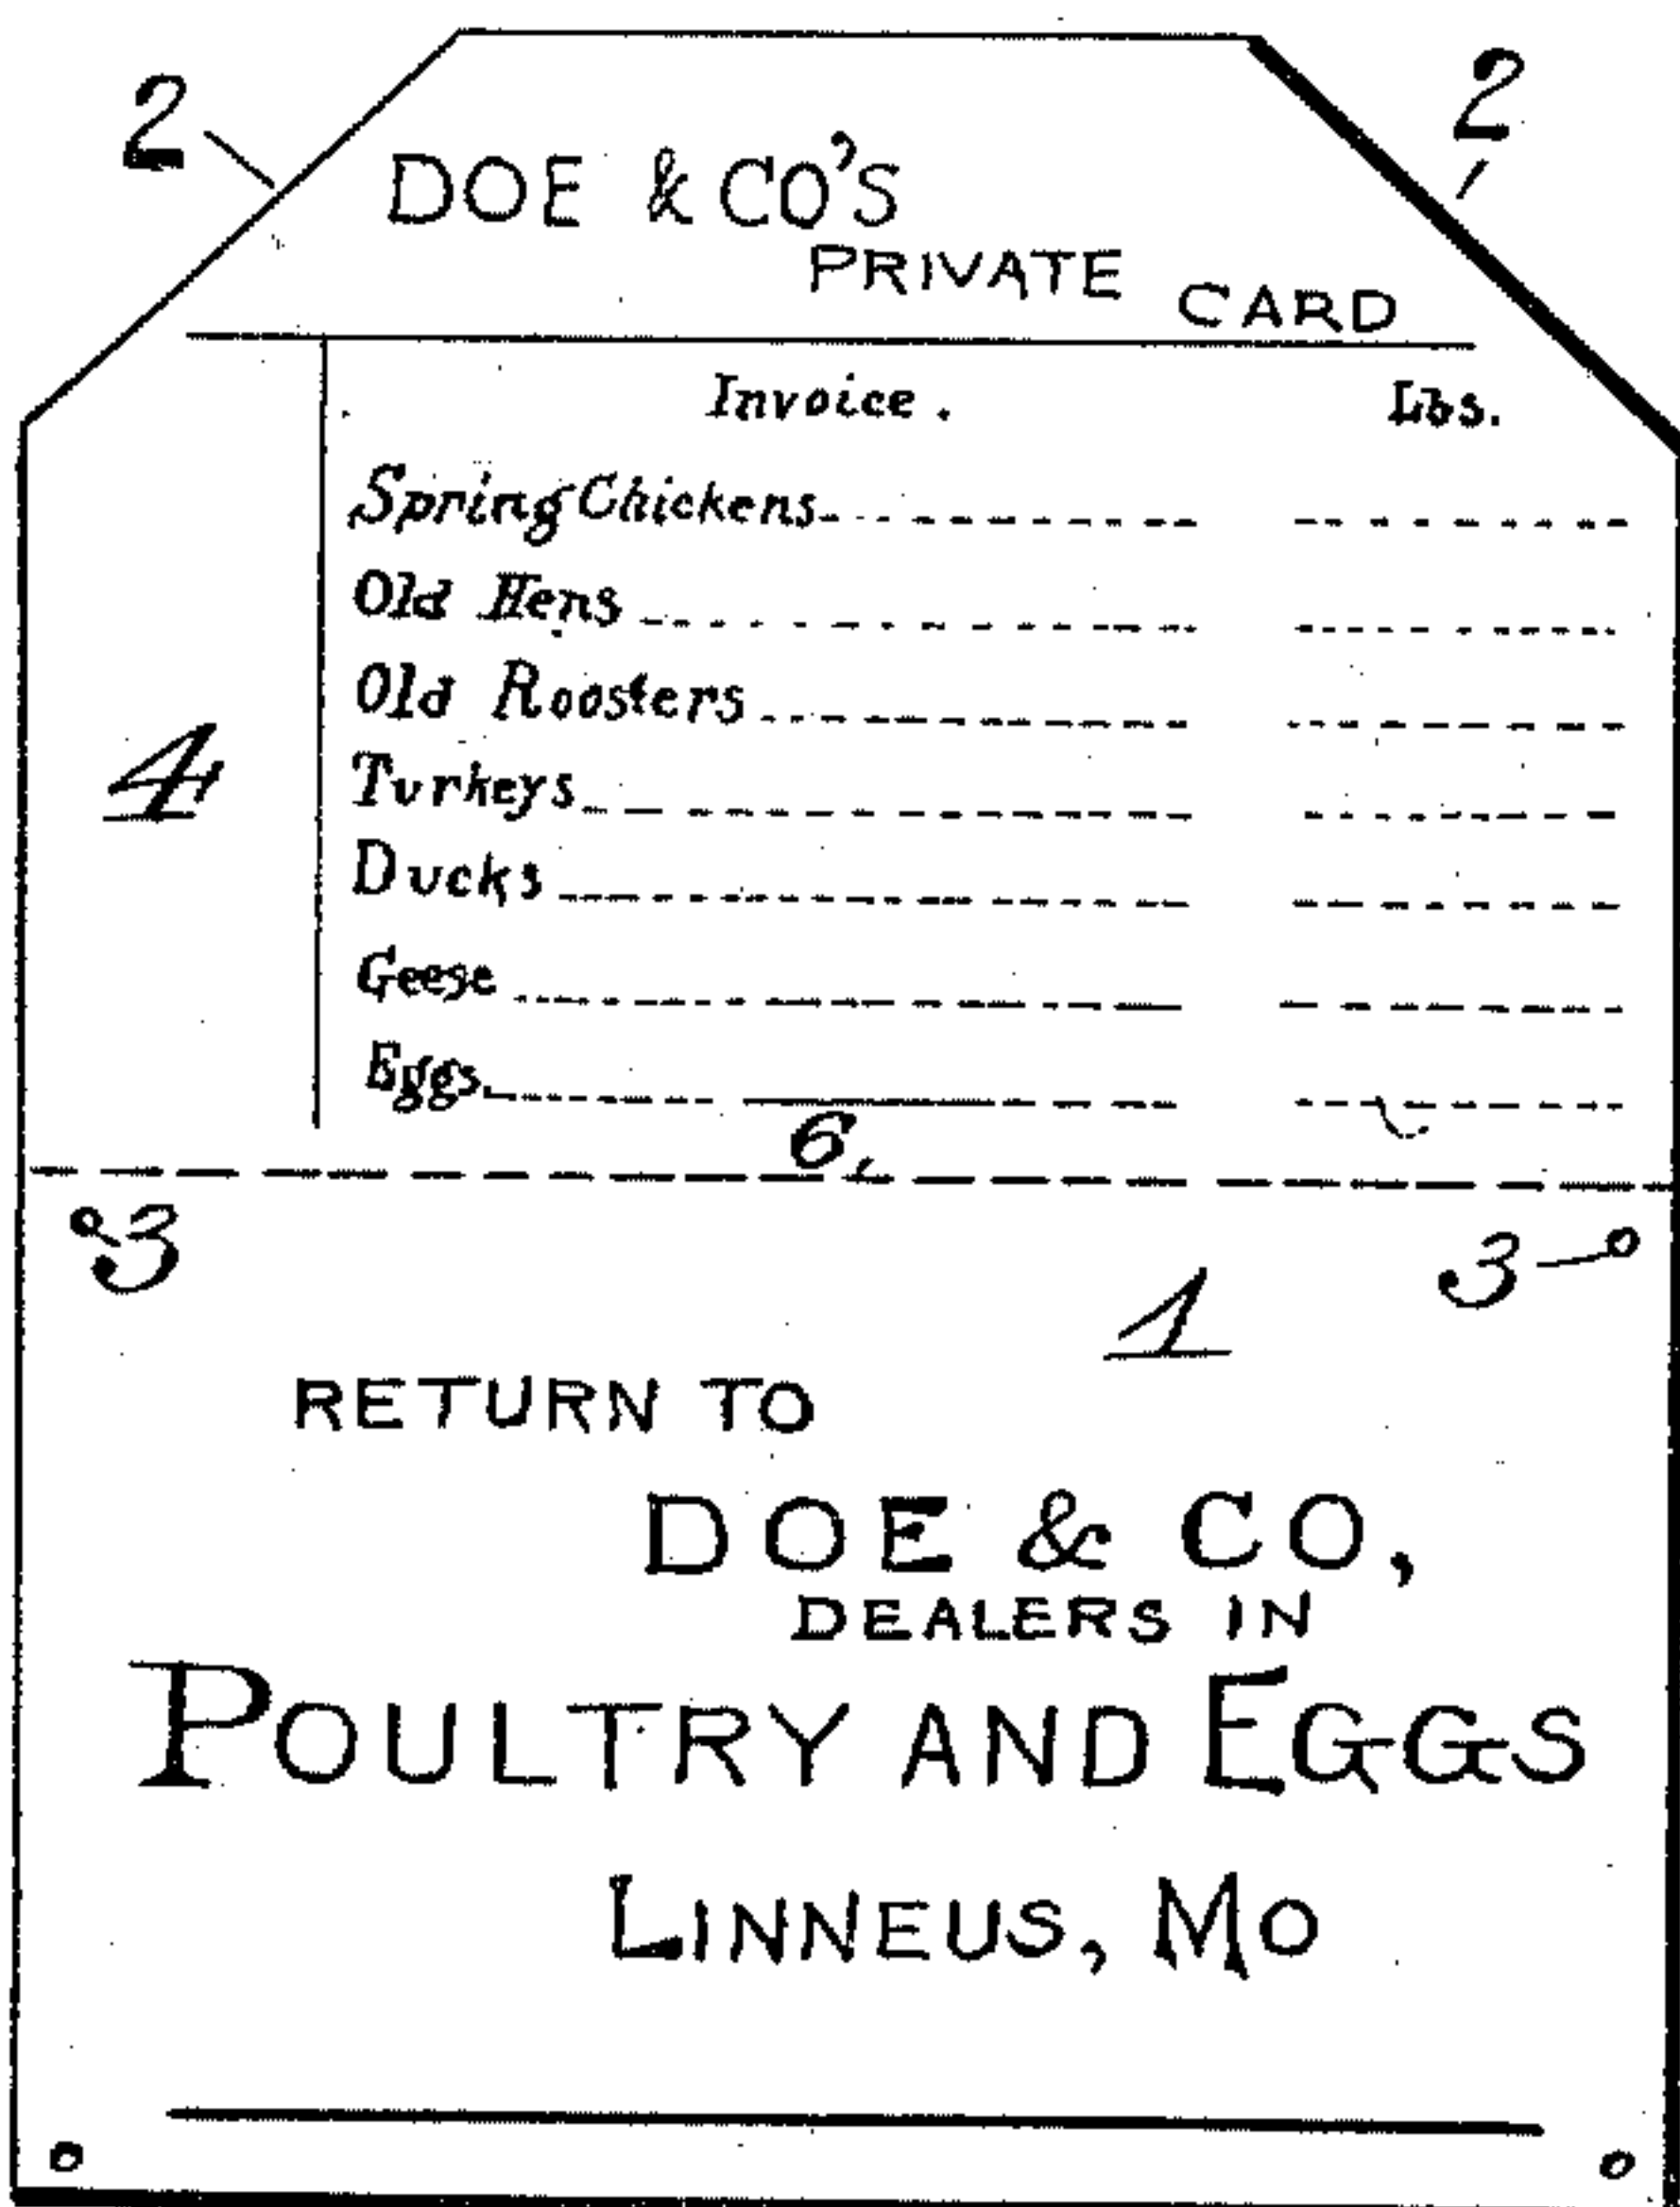 2
2
DOE & CO'S
PRIVATE CARD
Invoice. Lbs.
Spring Chickens
Old Hens
Old Roosters
4
Turkeys
Ducks
Geese
Eggs.
6
3
3
1
RETURN TO
DOE & CO,
DEALERS IN
POULTRY AND EGGS
LINNEUS, MO